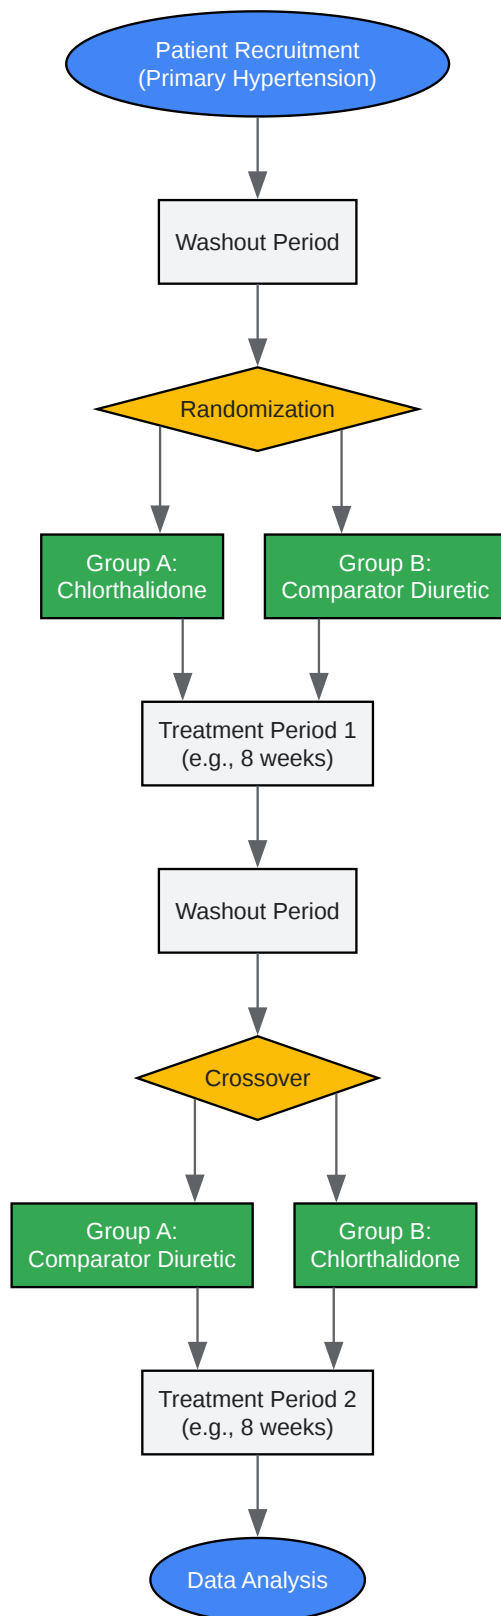 Patient Recruitment
(Primary Hypertension)
Washout Period
Randomization
Group A:
Chlorthalidone
Group B:
Comparator Diuretic
Treatment Period 1
(e.g., 8 weeks)
Washout Period
Crossover
Group A:
Comparator Diuretic
Group B:
Chlorthalidone
Treatment Period 2
(e.g., 8 weeks)
Data Analysis